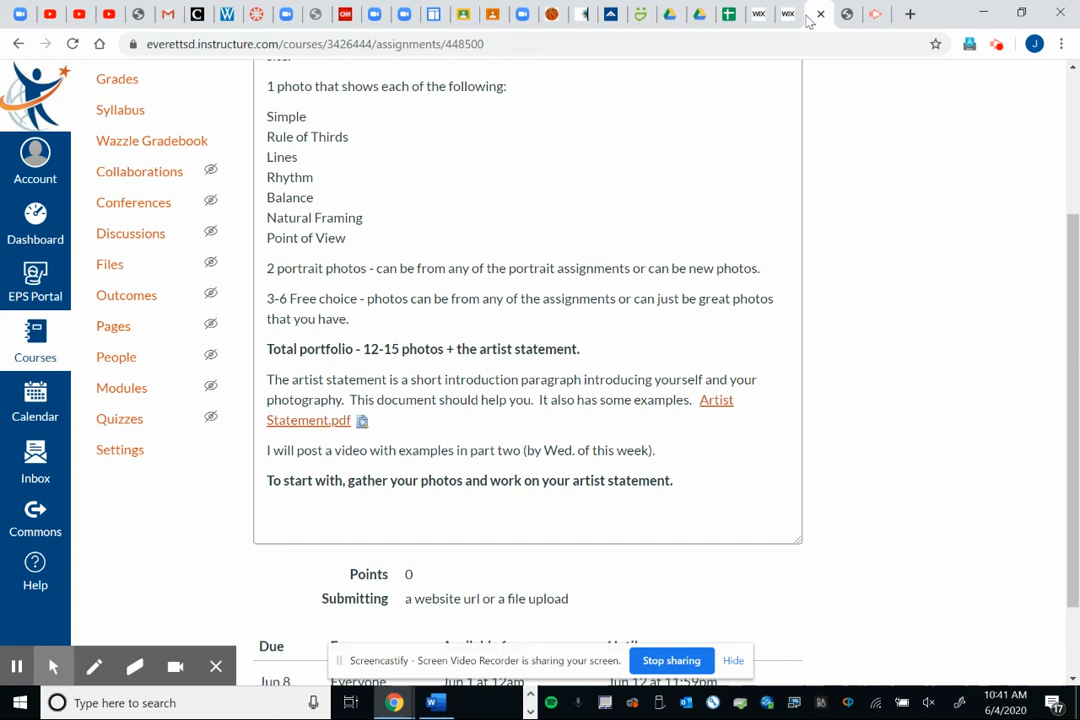 WIX
WIX
everettsd.instructure.com/courses/3426444/assignments/448500
J
Account
Dashboard
EPS Portal
Courses
Calendar
Inbox
Commons
Help
Grades
Syllabus
Wazzle Gradebook
Collaborations
Conferences
Discussions
Files
Outcomes
Pages
People
Modules
Quizzes
Settings
1 photo that shows each of the following:
Simple
Rule of Thirds
Lines
Rhythm
Balance
Natural Framing
Point of View
2 portrait photos - can be from any of the portrait assignments or can be new photos.
3-6 Free choice - photos can be from any of the assignments or can just be great photos
that you have.
Total portfolio - 12-15 photos + the artist statement.
The artist statement is a short introduction paragraph introducing yourself and your
photography. This document should help you. It also has some examples. Artist
Statement.pdf
I will post a video with examples in part two (by Wed. of this week).
To start with, gather your photos and work on your artist statement.
Points 0
Submitting a website url or a file upload
Due
Screencastify - Screen Video Recorder is sharing your screen. Stop sharing Hide
Jun 8 Everyone Jun 1 at 12am Jun 12 at 11:59pm
Type here to search
10:41 AM
6/4/2020
17